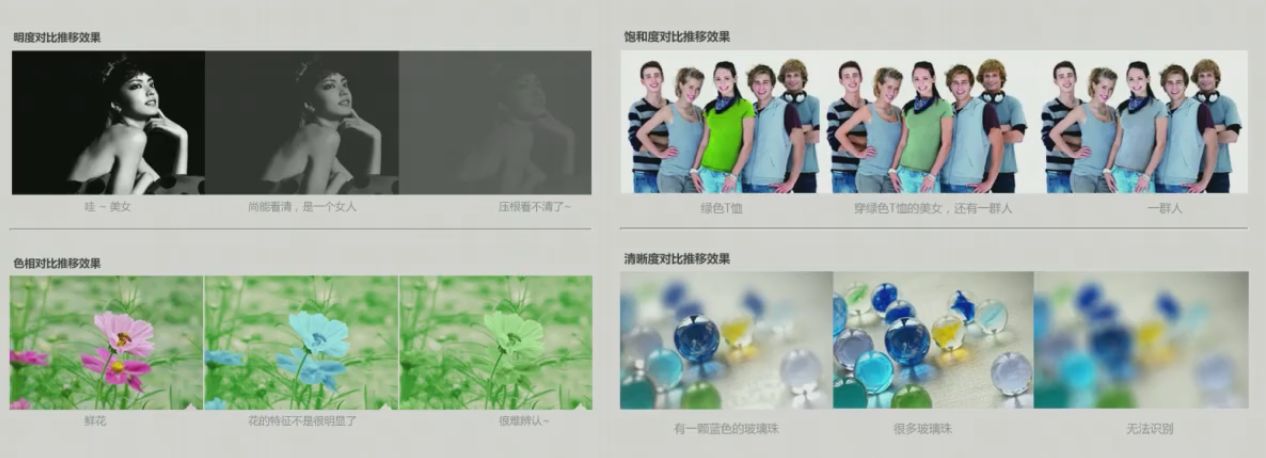 明度对比推移效果
哇 ~ 美女
尚能看清，是一个女人
压根看不清了~
饱和度对比推移效果
绿色T恤
穿绿色T恤的美女，还有一群人
一群人
色相对比推移效果
鲜花
花的特征不是很明显了
很难辨认~
清晰度对比推移效果
有一颗蓝色的玻璃珠
很多玻璃珠
无法识别